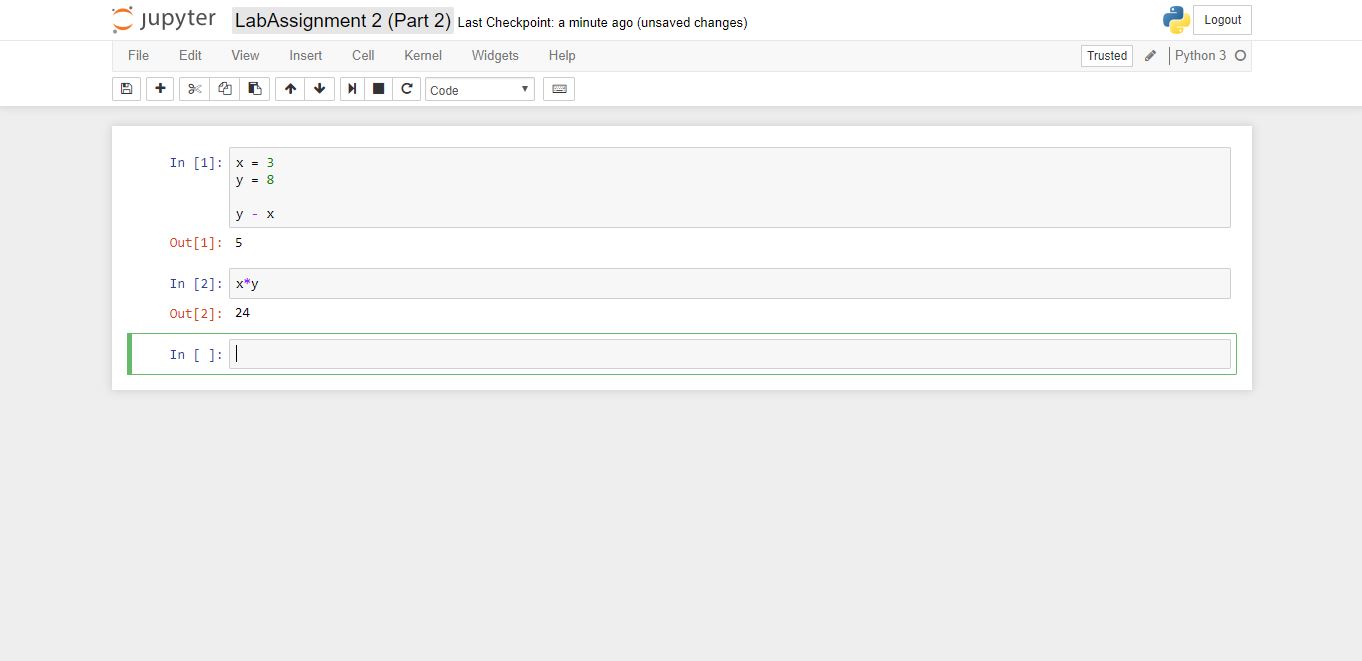 jupyter LabAssignment 2 (Part 2) Last Checkpoint: a minute ago (unsaved changes) Logout
File Edit View Insert Cell Kernel Widgets Help Trusted Python 3
Code
In [1]: x = 3
y = 8
y - x
Out[1]: 5
In [2]: x*y
Out[2]: 24
In [ ]: